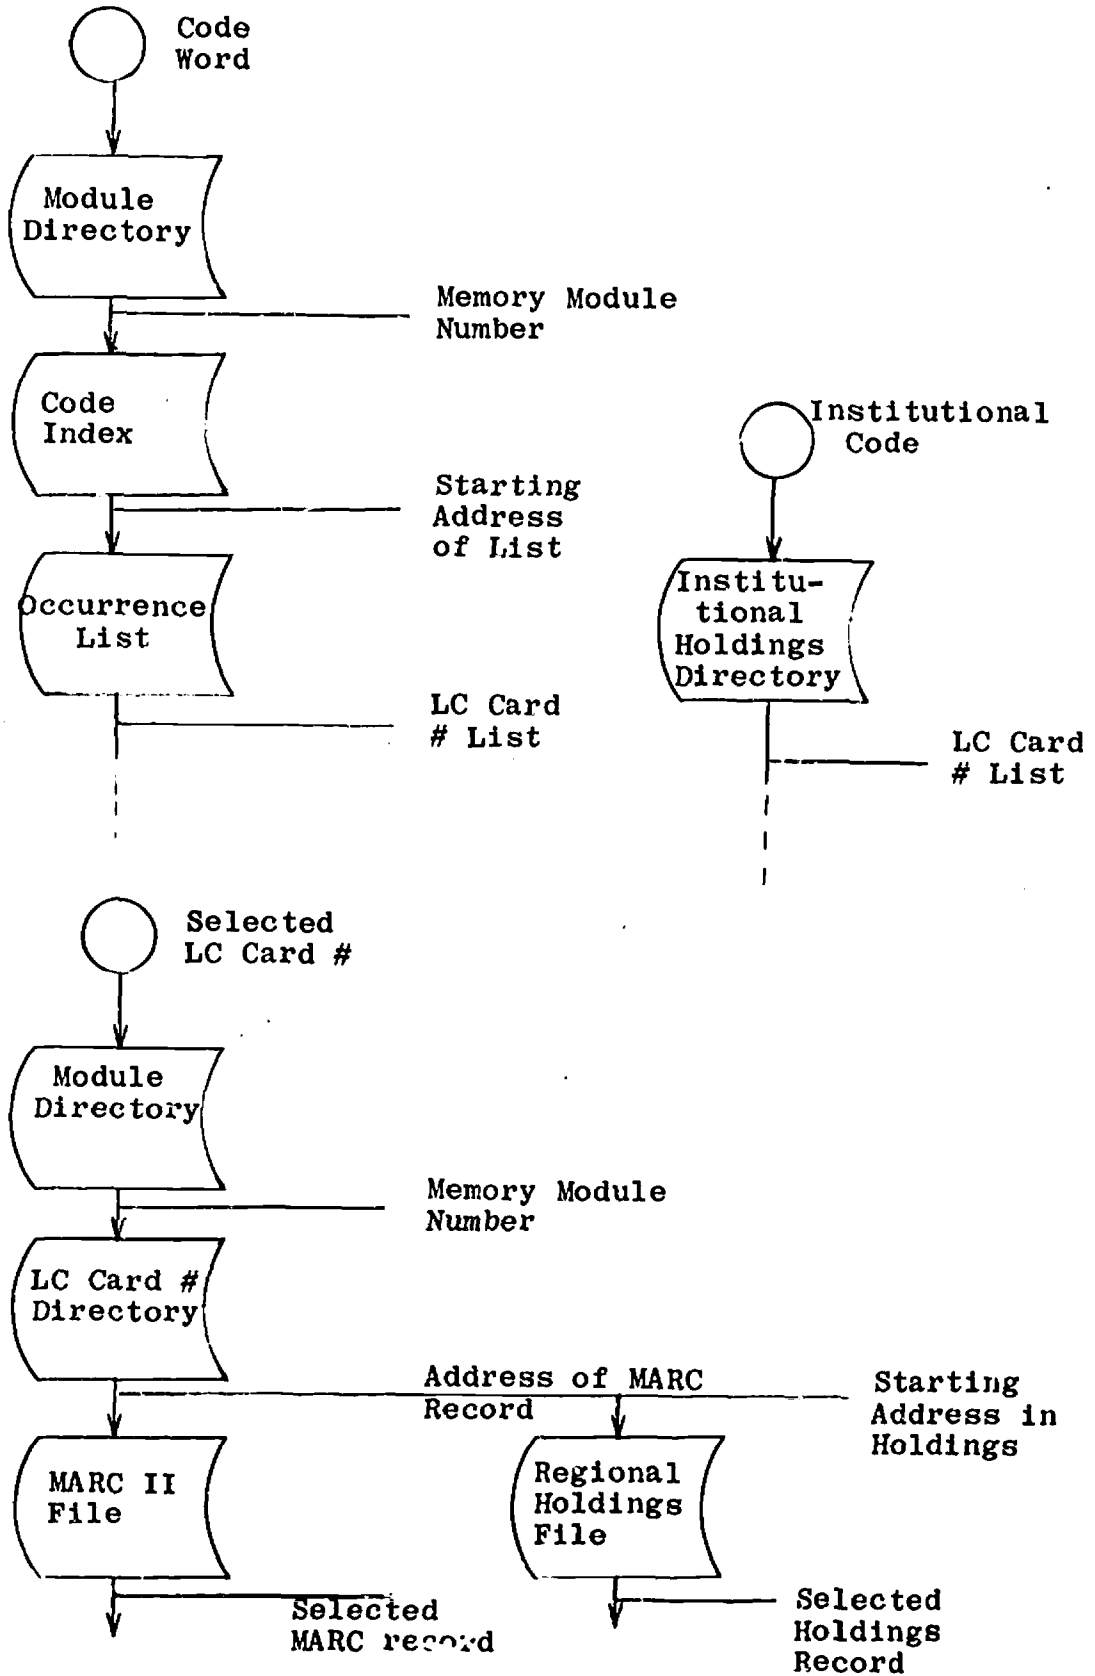 Code
Word
Module
Directory
Memory Module
Number
Code
Index
Starting
Address
of List
Occurrence
List
LC Card
# List
Institutional
Code
Institu-
tional
Holdings
Directory
LC Card
# List
Selected
LC Card #
Module
Directory
Memory Module
Number
LC Card #
Directory
Address of MARC
Record
Starting
Address in
Holdings
MARC II
File
Regional
Holdings
File
Selected
MARC record
Selected
Holdings
Record